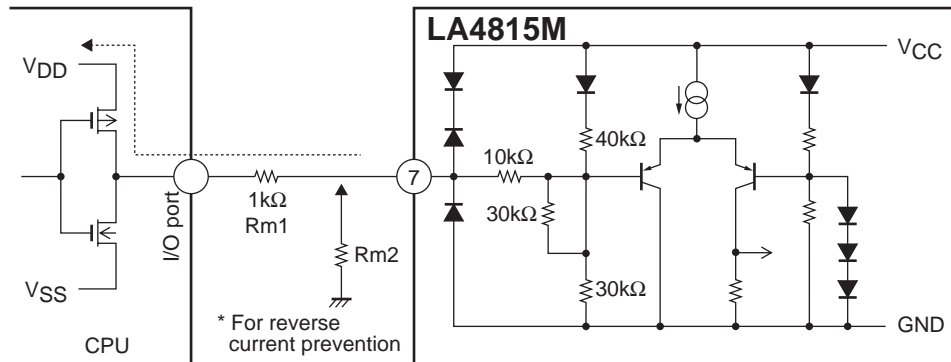 LA4815M
VDD
VCC
40kΩ
10kΩ
7
1kΩ
Rm1
I/O port
30kΩ
Rm2
30kΩ
VSS
* For reverse
current prevention
CPU
GND